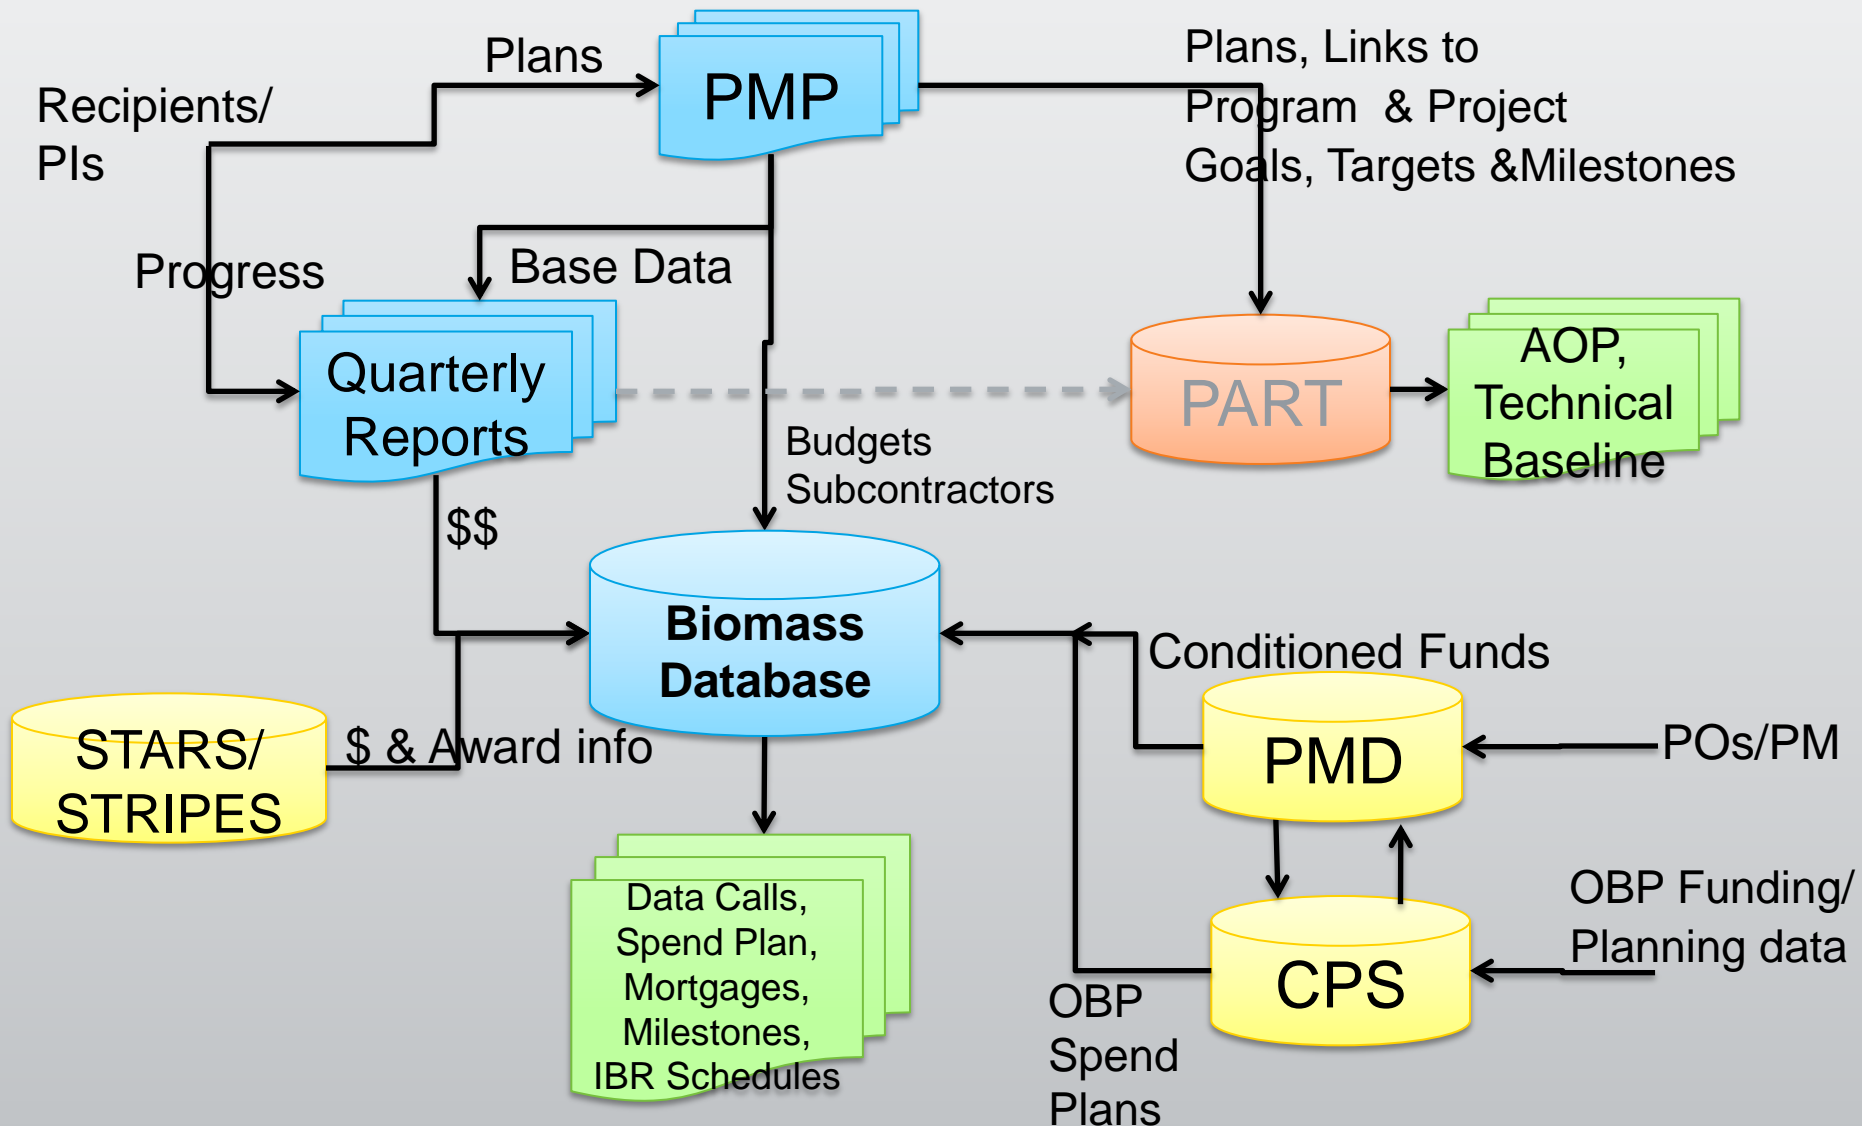 Plans
PMP
Plans, Links to
Program & Project
Goals, Targets &Milestones
Recipients/
PIs
Progress
Base Data
Quarterly
Reports
PART
AOP,
Technical
Baseline
Budgets
Subcontractors
$$
Biomass
Database
Conditioned Funds
STARS/
STRIPES
$ & Award info
PMD
POs/PM
Data Calls,
Spend Plan,
Mortgages,
Milestones,
IBR Schedules
OBP Funding/
Planning data
CPS
OBP
Spend
Plans